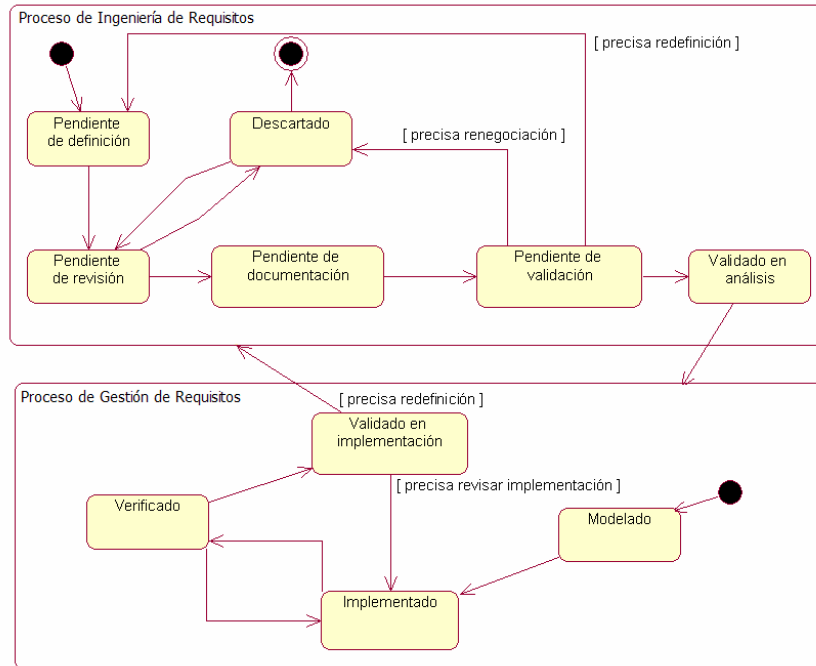 Proceso de Ingeniería de Requisitos
[ precisa redefinición ]
Pendiente
de definición
Descartado
[ precisa renegociación ]
Pendiente
de revisión
Pendiente de
documentación
Pendiente de
validación
Validado en
análisis
Proceso de Gestión de Requisitos
[ precisa redefinición ]
Validado en
implementación
[ precisa revisar implementación ]
Verificado
Modelado
Implementado